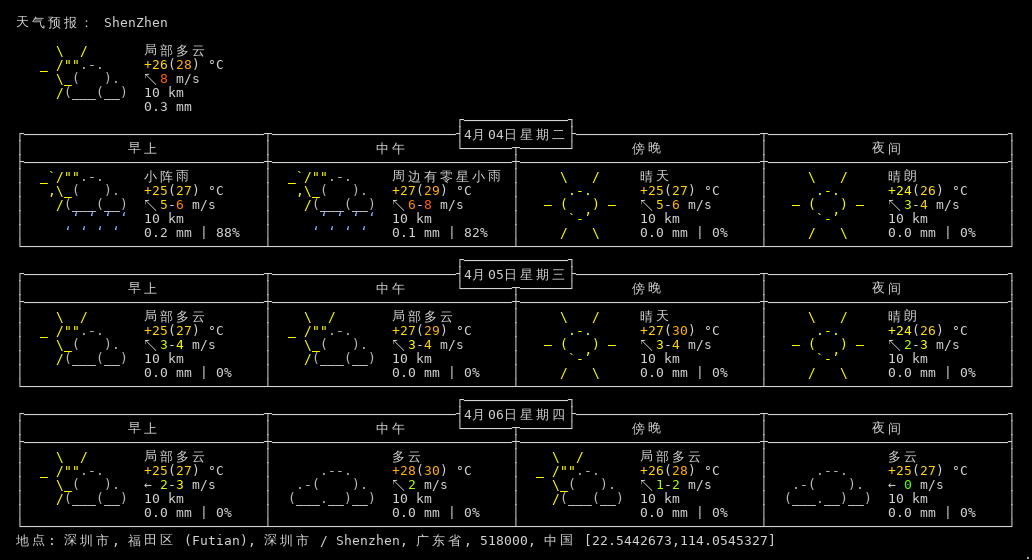 天气预报： ShenZhen
局部多云
+26(28) °C
↖8 m/s
10 km
0.3 mm
4月04日星期二
早上 中午 傍晚 夜间
小阵雨 周边有零星小雨 晴天 晴朗
+25(27) °C +27(29) °C +25(27) °C +24(26) °C
↖5-6 m/s ↖6-8 m/s ↖5-6 m/s ↖3-4 m/s
10 km 10 km 10 km 10 km
0.2 mm | 88% 0.1 mm | 82% 0.0 mm | 0% 0.0 mm | 0%
4月05日星期三
早上 中午 傍晚 夜间
局部多云 局部多云 晴天 晴朗
+25(27) °C +27(29) °C +27(30) °C +24(26) °C
↖3-4 m/s ↖3-4 m/s ↖3-4 m/s ↖2-3 m/s
10 km 10 km 10 km 10 km
0.0 mm | 0% 0.0 mm | 0% 0.0 mm | 0% 0.0 mm | 0%
4月06日星期四
早上 中午 傍晚 夜间
局部多云 多云 局部多云 多云
+25(27) °C +28(30) °C +26(28) °C +25(27) °C
← 2-3 m/s ↖2 m/s ↖1-2 m/s ← 0 m/s
10 km 10 km 10 km 10 km
0.0 mm | 0% 0.0 mm | 0% 0.0 mm | 0% 0.0 mm | 0%
地点: 深圳市, 福田区 (Futian), 深圳市 / Shenzhen, 广东省, 518000, 中国 [22.5442673,114.0545327]